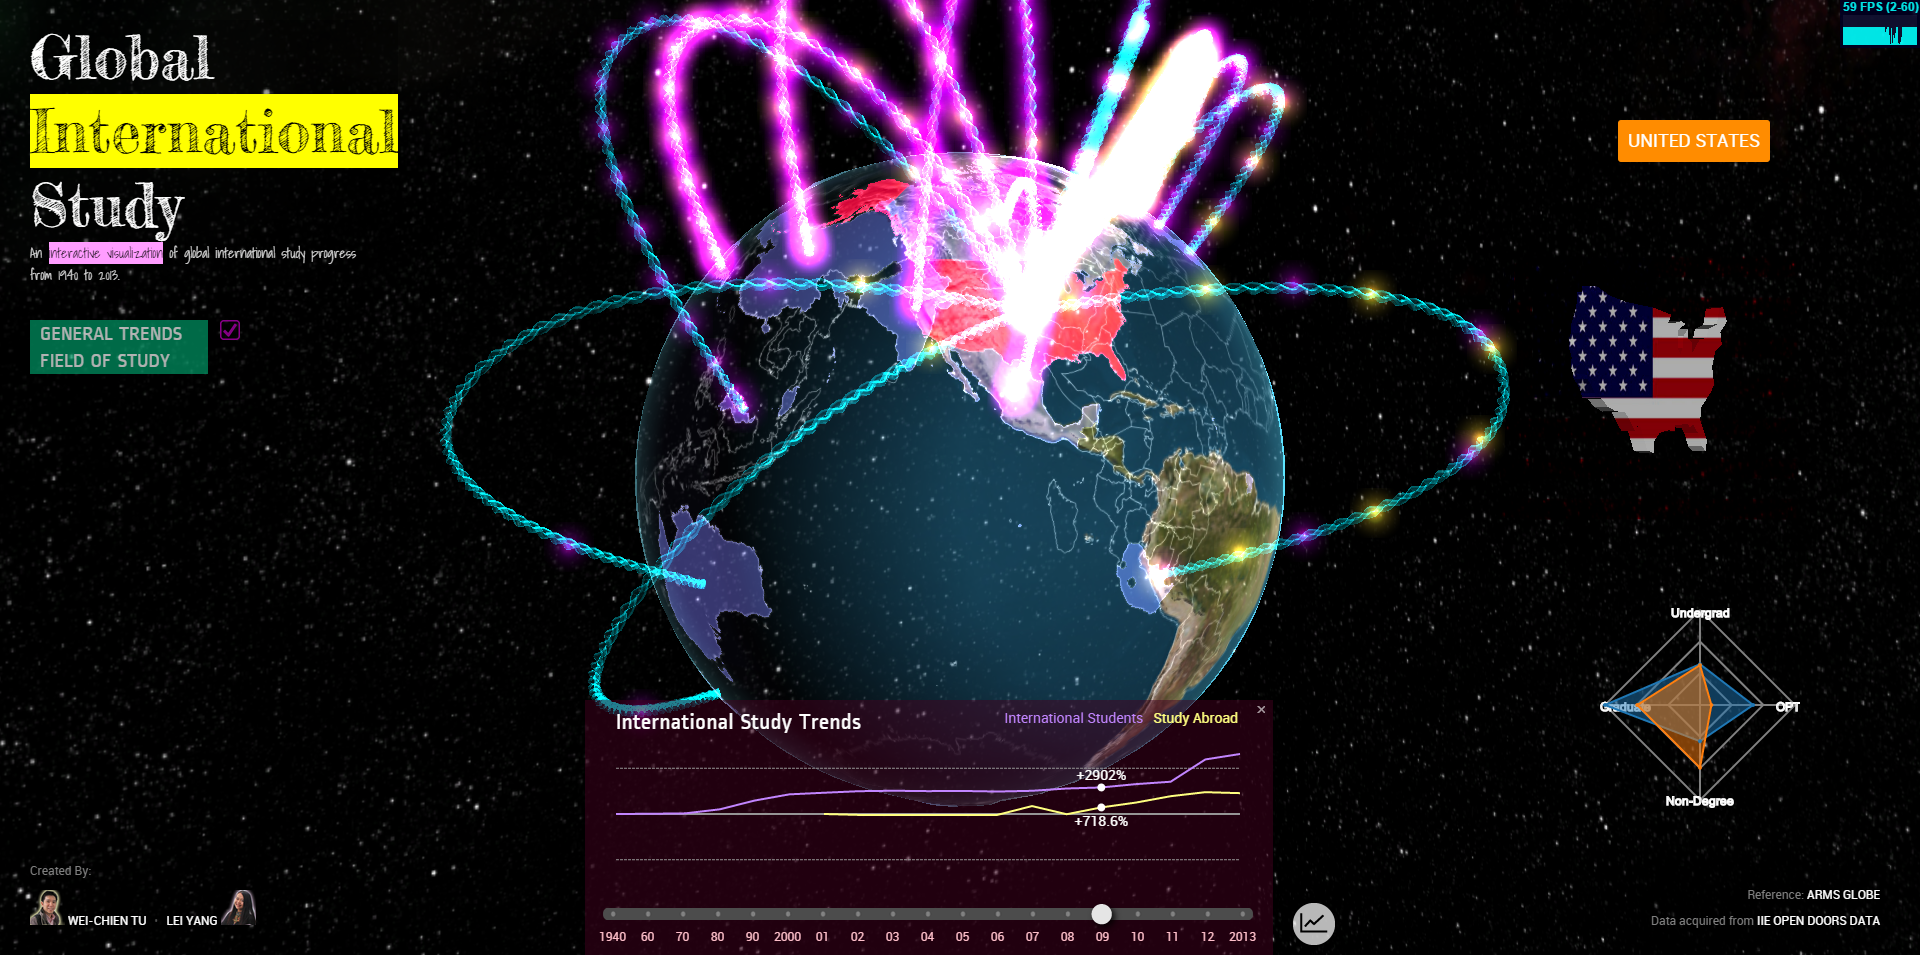 Global
International
Study
An interactive visualization of global international study progress
from 1940 to 2013.
GENERAL TRENDS
FIELD OF STUDY
59 FPS (2-60)
UNITED STATES
Undergrad
Graduate
OPT
Non-Degree
International Study Trends
International Students Study Abroad
×
+2902%
+718.6%
1940 60 70 80 90 2000 01 02 03 04 05 06 07 08 09 10 11 12 2013
Created By:
WEI-CHIEN TU · LEI YANG
Reference: ARMS GLOBE
Data acquired from IIE OPEN DOORS DATA